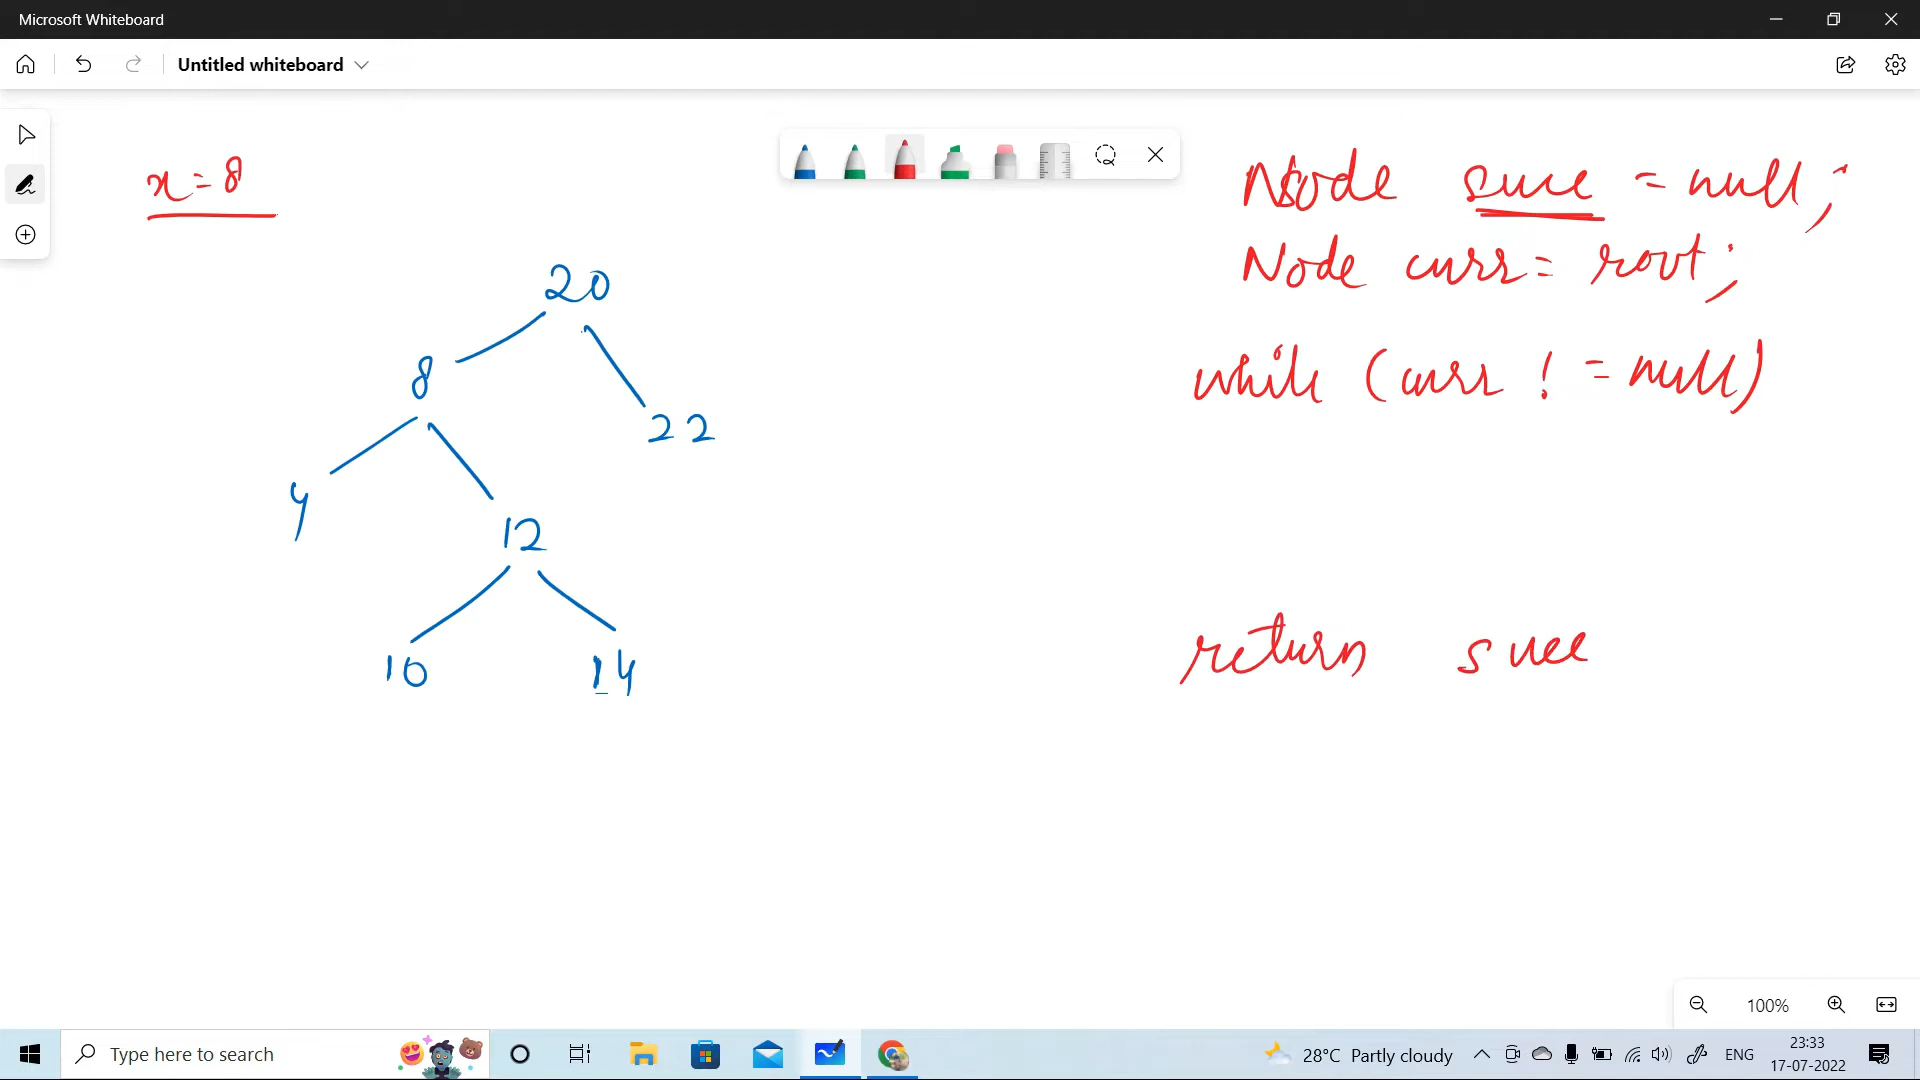 Microsoft Whiteboard
Untitled whiteboard
x = 8
Node succ = null;
Node curr = root;
while (curr != null)
20
8
22
4
12
10 14
return succ
100%
Type here to search
28°C Partly cloudy
ENG
23:33
17-07-2022